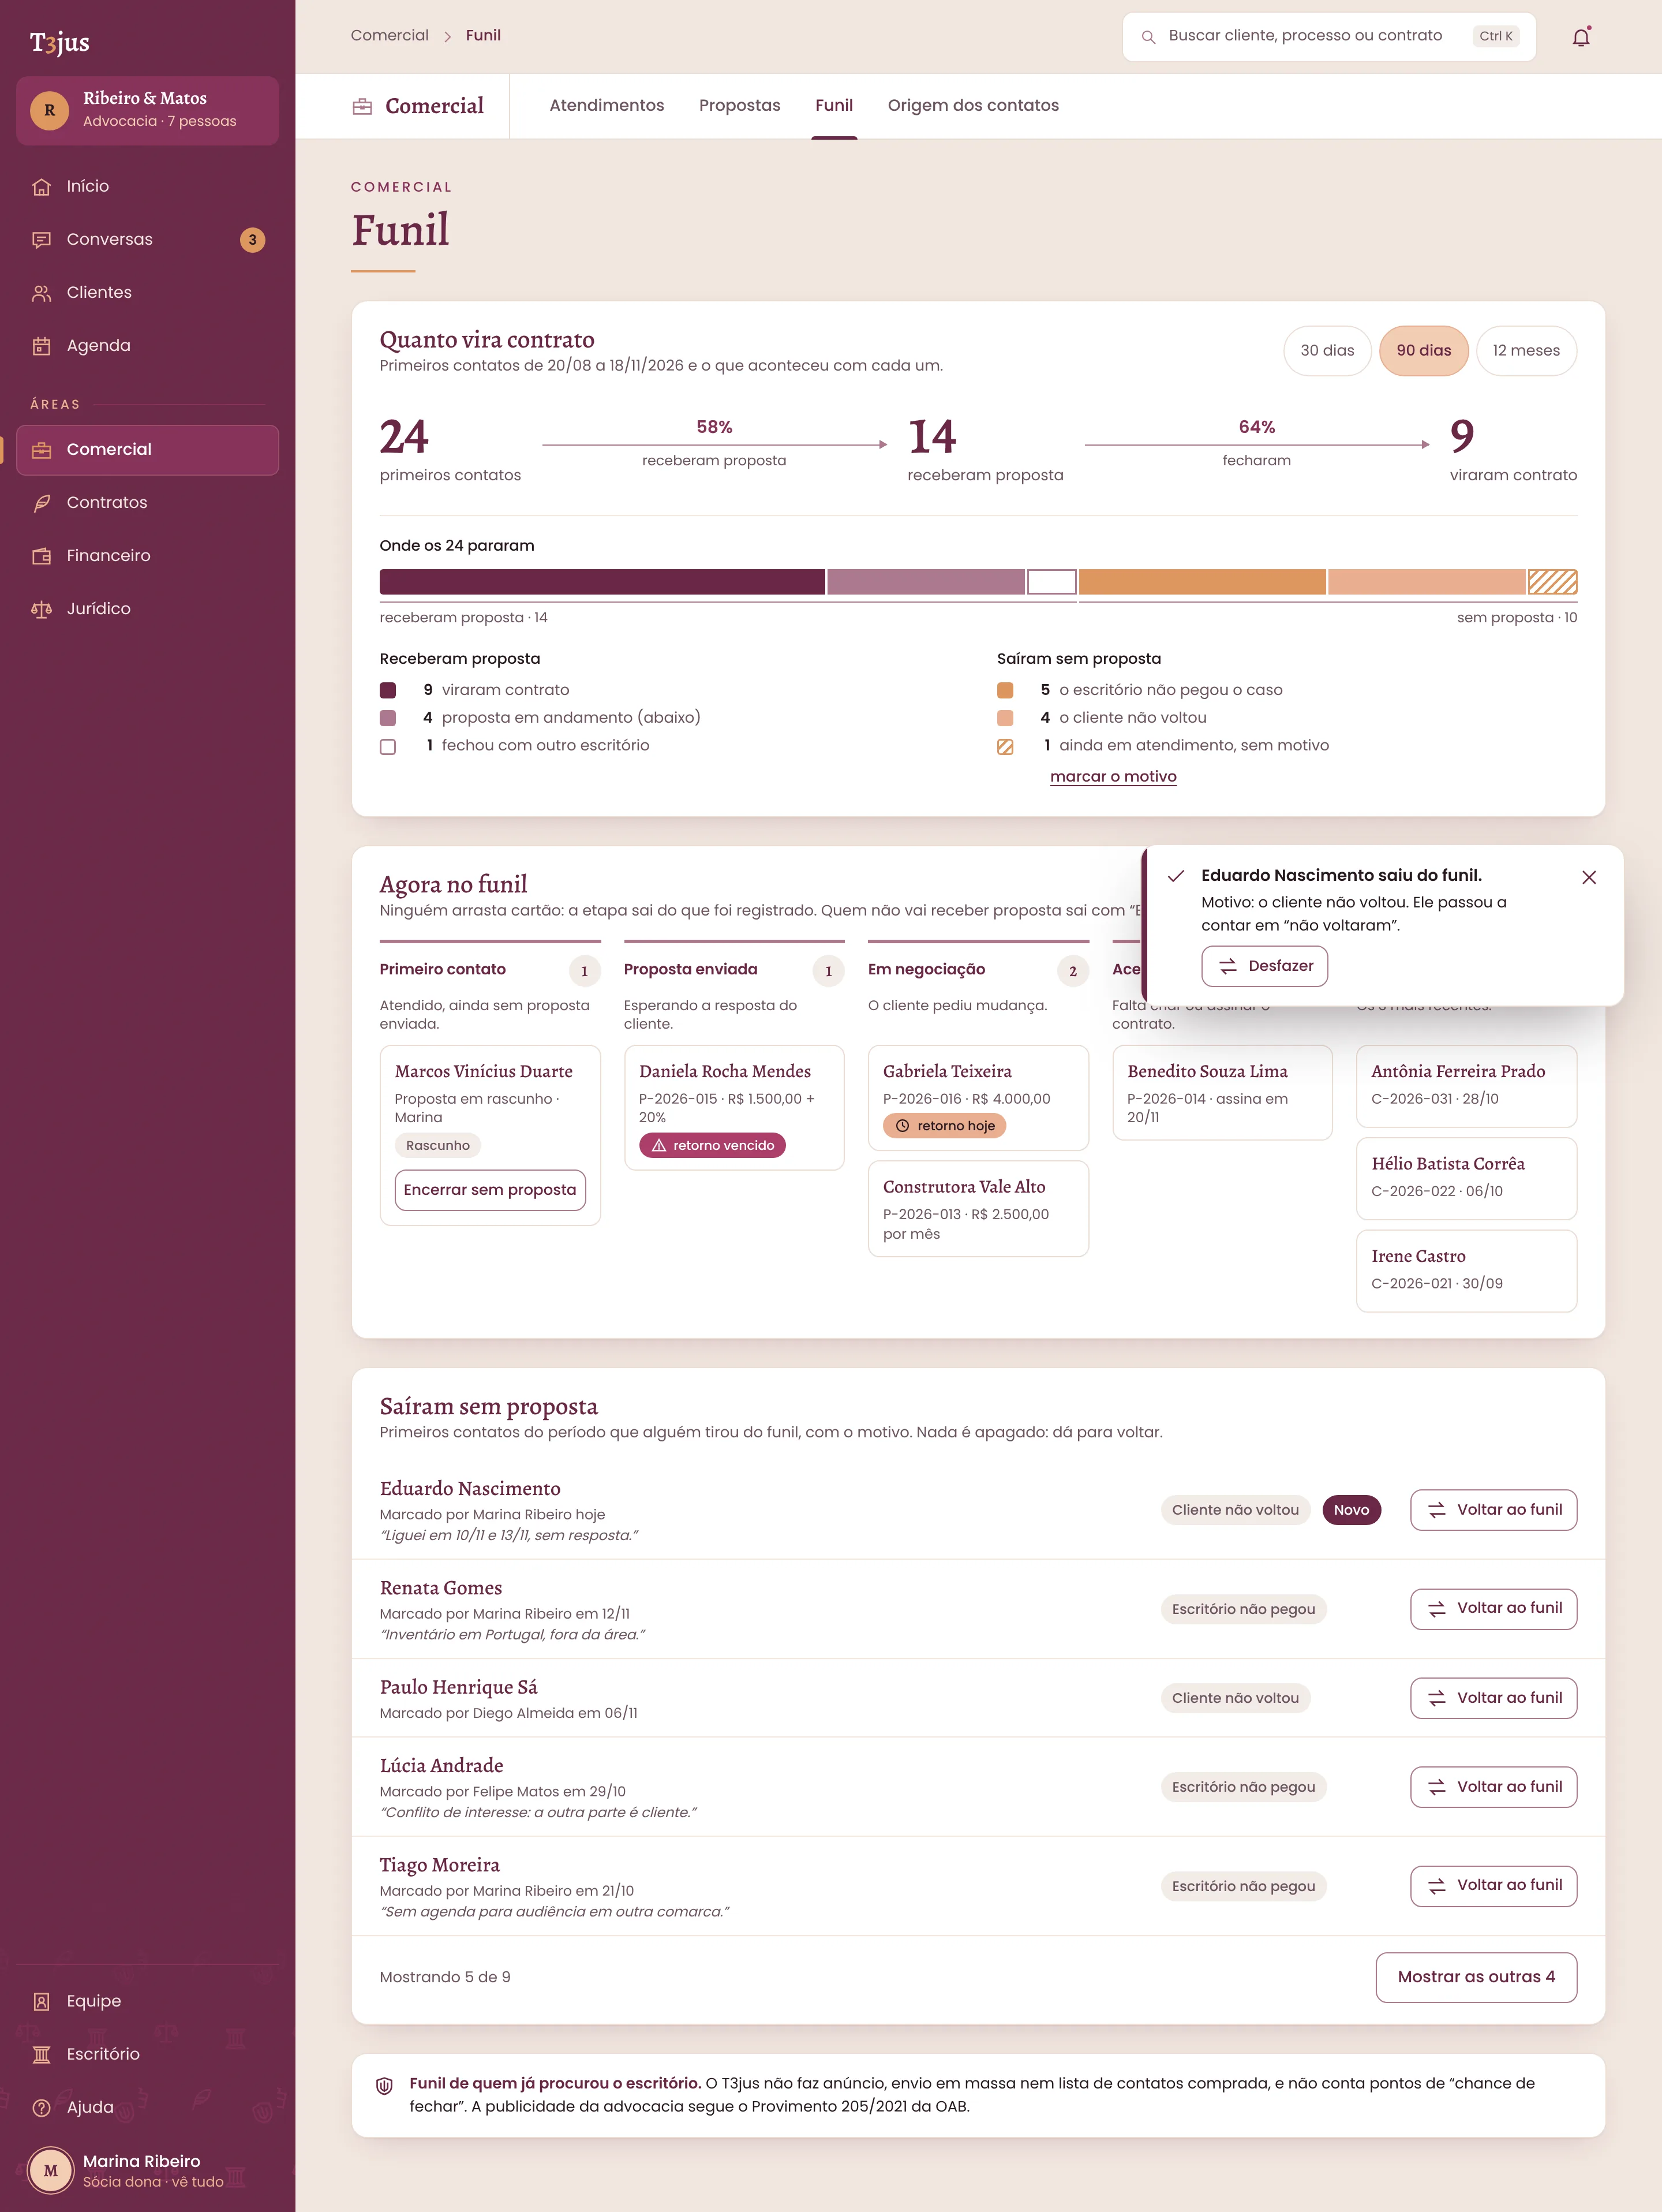 T3jus
R
Ribeiro & Matos
Advocacia · 7 pessoas
Início
Conversas
3
Clientes
Agenda
ÁREAS
Comercial
Contratos
Financeiro
Jurídico
Equipe
Escritório
Ajuda
M
Marina Ribeiro
Sócia dona · vê tudo
Comercial
Funil
Buscar cliente, processo ou contrato
Ctrl K
Comercial
Atendimentos
Propostas
Funil
Origem dos contatos
COMERCIAL
Funil
Quanto vira contrato
Primeiros contatos de 20/08 a 18/11/2026 e o que aconteceu com cada um.
30 dias
90 dias
12 meses
24
primeiros contatos
58%
receberam proposta
14
receberam proposta
64%
fecharam
9
viraram contrato
Onde os 24 pararam
receberam proposta · 14
sem proposta · 10
Receberam proposta
9 viraram contrato
4 proposta em andamento (abaixo)
1 fechou com outro escritório
Saíram sem proposta
5 o escritório não pegou o caso
4 o cliente não voltou
1 ainda em atendimento, sem motivo
marcar o motivo
Agora no funil
Ninguém arrasta cartão: a etapa sai do que foi registrado. Quem não vai receber proposta sai com
Eduardo Nascimento saiu do funil.
Motivo: o cliente não voltou. Ele passou a
contar em “não voltaram”.
Desfazer
Primeiro contato
1
Atendido, ainda sem proposta
enviada.
Marcos Vinícius Duarte
Proposta em rascunho ·
Marina
Rascunho
Encerrar sem proposta
Proposta enviada
1
Esperando a resposta do
cliente.
Daniela Rocha Mendes
P-2026-015 · R$ 1.500,00 +
20%
retorno vencido
Em negociação
2
O cliente pediu mudança.
Gabriela Teixeira
P-2026-016 · R$ 4.000,00
retorno hoje
Construtora Vale Alto
P-2026-013 · R$ 2.500,00
por mês
contrato.
Benedito Souza Lima
P-2026-014 · assina em
20/11
Antônia Ferreira Prado
C-2026-031 · 28/10
Hélio Batista Corrêa
C-2026-022 · 06/10
Irene Castro
C-2026-021 · 30/09
Saíram sem proposta
Primeiros contatos do período que alguém tirou do funil, com o motivo. Nada é apagado: dá para voltar.
Eduardo Nascimento
Marcado por Marina Ribeiro hoje
“Liguei em 10/11 e 13/11, sem resposta.”
Cliente não voltou
Novo
Voltar ao funil
Renata Gomes
Marcado por Marina Ribeiro em 12/11
“Inventário em Portugal, fora da área.”
Escritório não pegou
Voltar ao funil
Paulo Henrique Sá
Marcado por Diego Almeida em 06/11
Cliente não voltou
Voltar ao funil
Lúcia Andrade
Marcado por Felipe Matos em 29/10
“Conflito de interesse: a outra parte é cliente.”
Escritório não pegou
Voltar ao funil
Tiago Moreira
Marcado por Marina Ribeiro em 21/10
“Sem agenda para audiência em outra comarca.”
Escritório não pegou
Voltar ao funil
Mostrando 5 de 9
Mostrar as outras 4
Funil de quem já procurou o escritório. O T3jus não faz anúncio, envio em massa nem lista de contatos comprada, e não conta pontos de “chance de
fechar”. A publicidade da advocacia segue o Provimento 205/2021 da OAB.